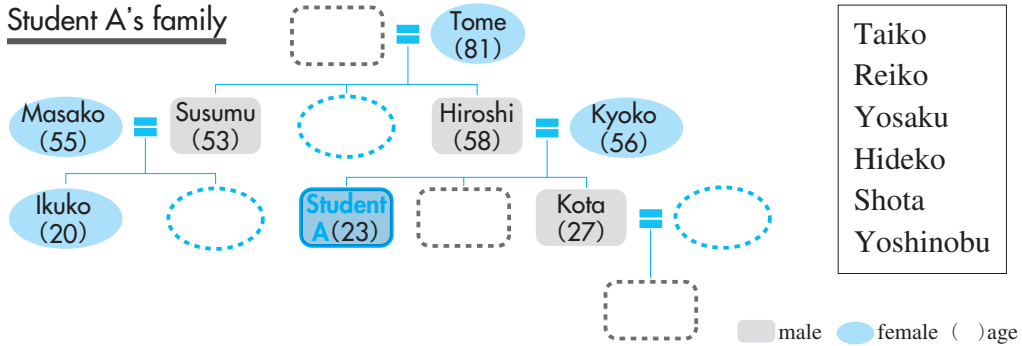 Student A's family
Tome
(81)
Masako
(55)
Susumu
(53)
Hiroshi
(58)
Kyoko
(56)
Ikuko
(20)
Student
A(23)
Kota
(27)
Taiko
Reiko
Yosaku
Hideko
Shota
Yoshinobu
male female ( )age